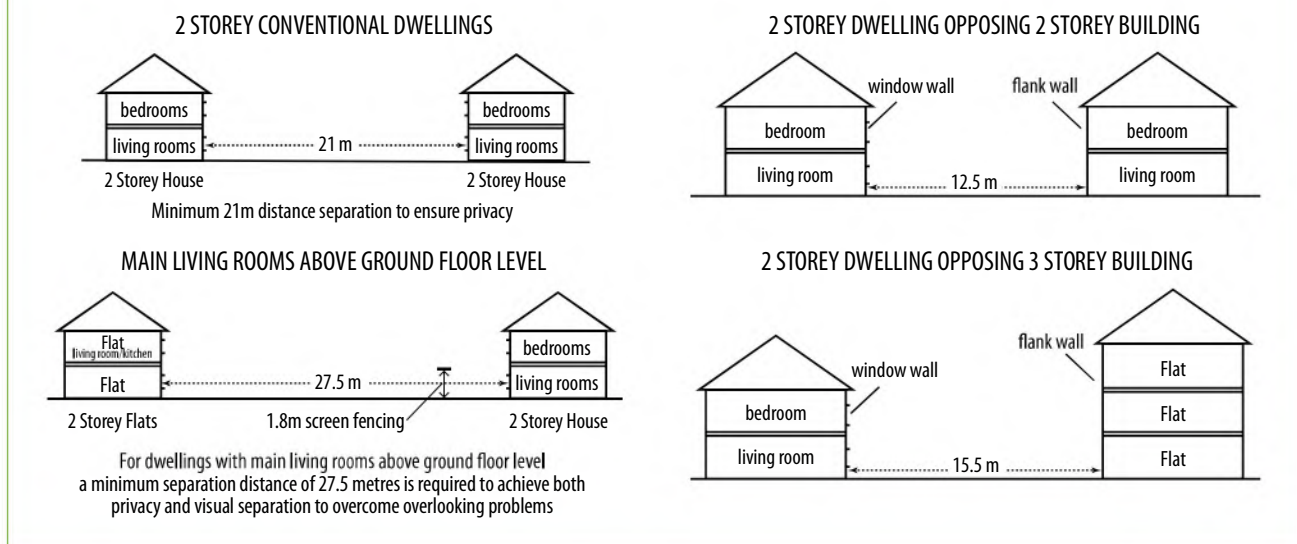 2 STOREY CONVENTIONAL DWELLINGS
bedrooms
bedrooms
living rooms
21 m
living rooms
2 Storey House
2 Storey House
Minimum 21m distance separation to ensure privacy
2 STOREY DWELLING OPPOSING 2 STOREY BUILDING
window wall
flank wall
bedroom
bedroom
living room
12.5 m
living room
MAIN LIVING ROOMS ABOVE GROUND FLOOR LEVEL
Flat
living room/kitchen
bedrooms
Flat
27.5 m
living rooms
2 Storey Flats
1.8m screen fencing
2 Storey House
For dwellings with main living rooms above ground floor level
a minimum separation distance of 27.5 metres is required to achieve both
privacy and visual separation to overcome overlooking problems
2 STOREY DWELLING OPPOSING 3 STOREY BUILDING
flank wall
window wall
Flat
bedroom
Flat
living room
15.5 m
Flat